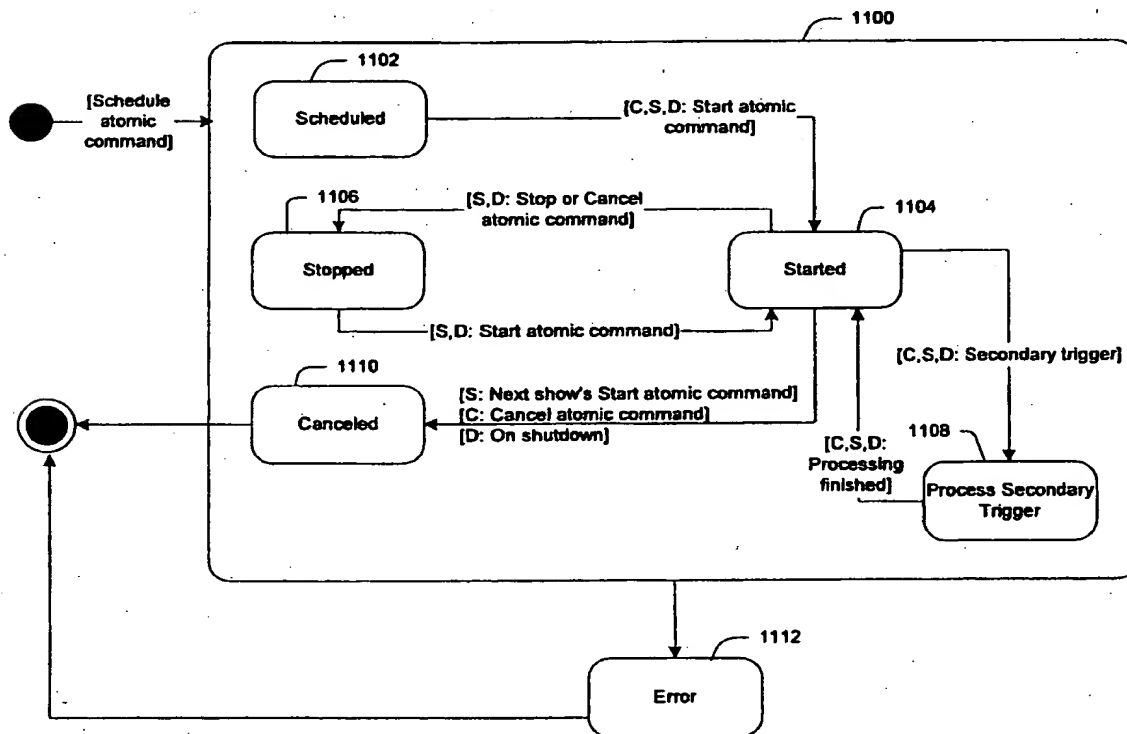 1100
1102
[Schedule
atomic
command]
Scheduled
[C,S,D: Start atomic
command]
1106
[S,D: Stop or Cancel
atomic command]
1104
Stopped
Started
[S,D: Start atomic command]
[C,S,D: Secondary trigger]
1110
[S: Next show's Start atomic command]
[C: Cancel atomic command]
[D: On shutdown]
Canceled
[C,S,D:
Processing
finished]
1108
Process Secondary
Trigger
1112
Error